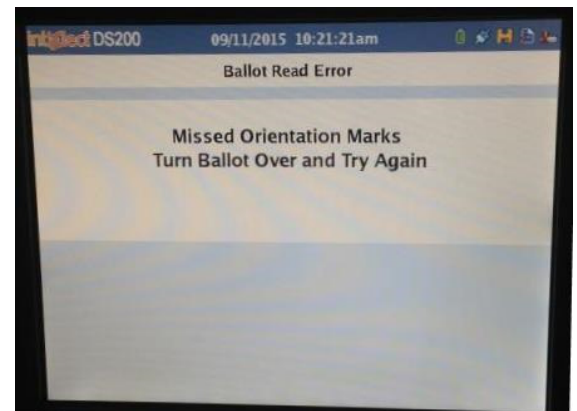 intElect DS200 09/11/2015 10:21:21am
Ballot Read Error
Missed Orientation Marks
Turn Ballot Over and Try Again